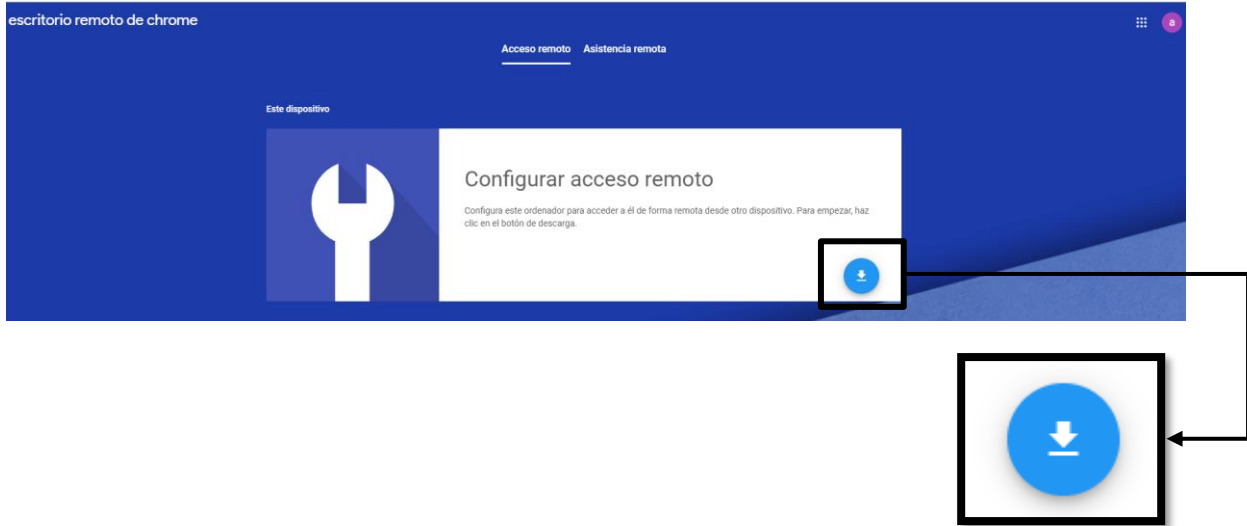 escritorio remoto de chrome
a
Acceso remoto Asistencia remota
Este dispositivo
Configurar acceso remoto
Configura este ordenador para acceder a él de forma remota desde otro dispositivo. Para empezar, haz
clic en el botón de descarga.